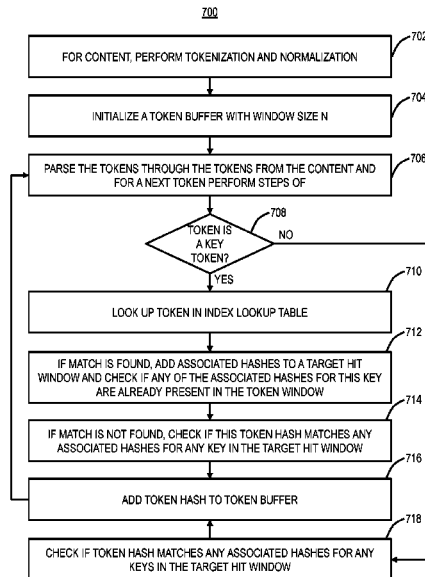 700
702
FOR CONTENT, PERFORM TOKENIZATION AND NORMALIZATION
704
INITIALIZE A TOKEN BUFFER WITH WINDOW SIZE N
706
PARSE THE TOKENS THROUGH THE TOKENS FROM THE CONTENT AND
FOR A NEXT TOKEN PERFORM STEPS OF
708
TOKEN IS
A KEY
TOKEN?
NO
YES
710
LOOK UP TOKEN IN INDEX LOOKUP TABLE
712
IF MATCH IS FOUND, ADD ASSOCIATED HASHES TO A TARGET HIT
WINDOW AND CHECK IF ANY OF THE ASSOCIATED HASHES FOR THIS KEY
ARE ALREADY PRESENT IN THE TOKEN WINDOW
714
IF MATCH IS NOT FOUND, CHECK IF THIS TOKEN HASH MATCHES ANY
ASSOCIATED HASHES FOR ANY KEY IN THE TARGET HIT WINDOW
716
ADD TOKEN HASH TO TOKEN BUFFER
718
CHECK IF TOKEN HASH MATCHES ANY ASSOCIATED HASHES FOR ANY
KEYS IN THE TARGET HIT WINDOW